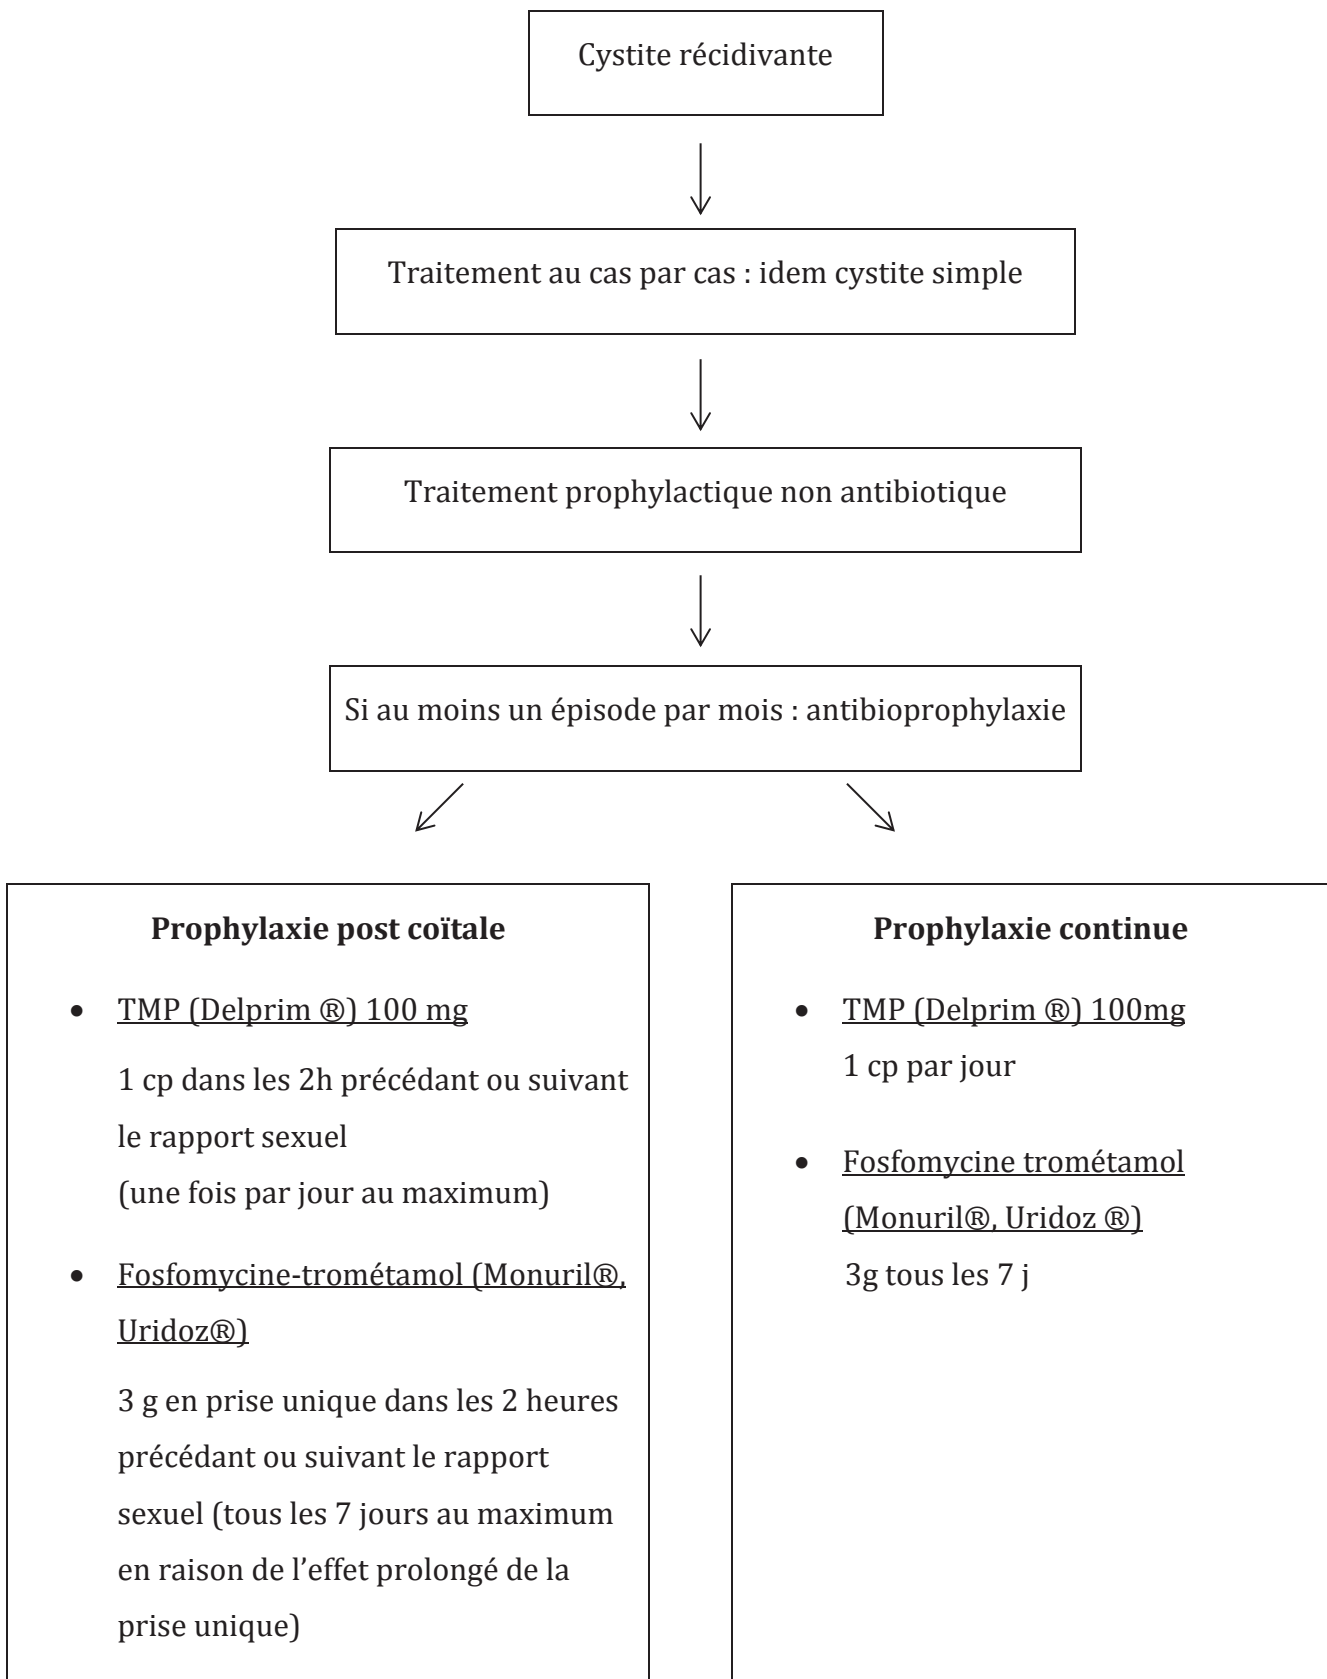 Cystite récidivante
Traitement au cas par cas : idem cystite simple
Traitement prophylactique non antibiotique
Si au moins un épisode par mois : antibioprophylaxie
Prophylaxie post coïtale
• TMP (Delprim ®) 100 mg
1 cp dans les 2h précédant ou suivant
le rapport sexuel
(une fois par jour au maximum)
• Fosfomycine-trométamol (Monuril®,
Uridoz®)
3 g en prise unique dans les 2 heures
précédant ou suivant le rapport
sexuel (tous les 7 jours au maximum
en raison de l’effet prolongé de la
prise unique)
Prophylaxie continue
• TMP (Delprim ®) 100mg
1 cp par jour
• Fosfomycine trométamol
(Monuril®, Uridoz ®)
3g tous les 7 j